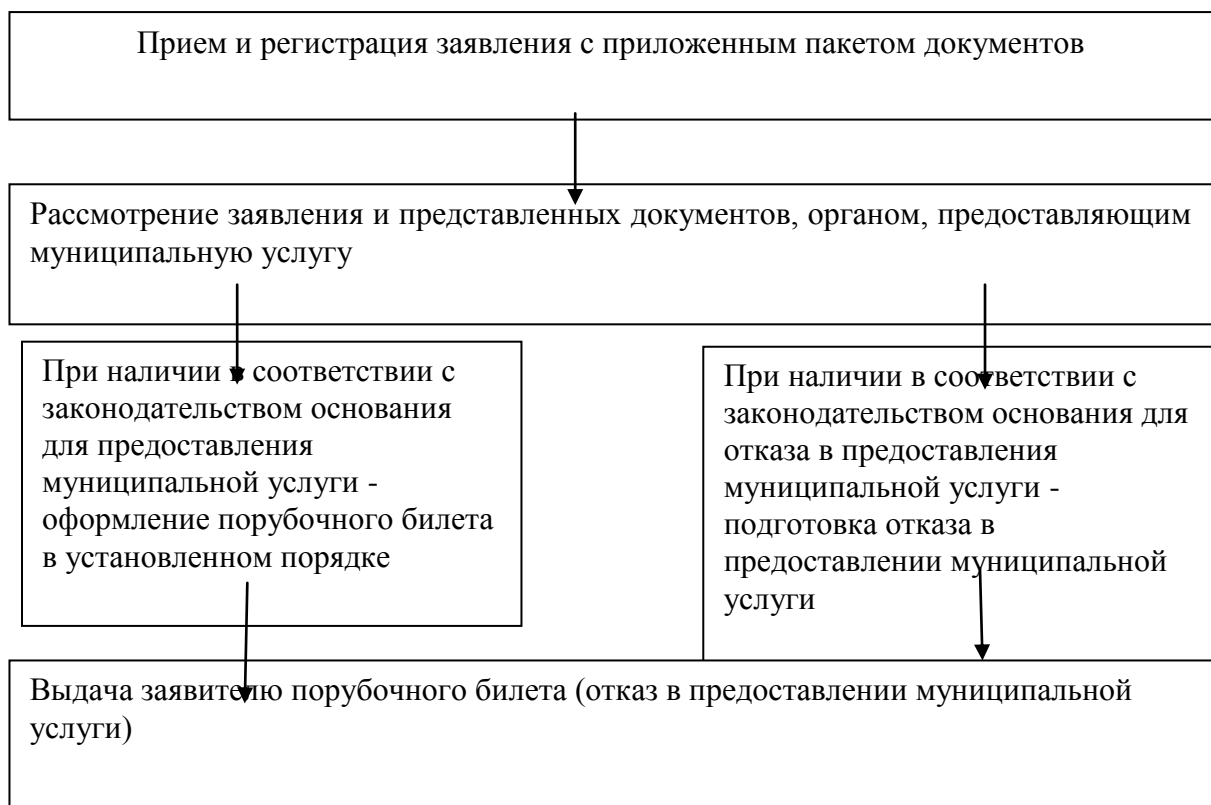 Прием и регистрация заявления с приложенным пакетом документов
Рассмотрение заявления и представленных документов, органом, предоставляющим
муниципальную услугу
При наличии в соответствии с
законодательством основания
для предоставления
муниципальной услуги -
оформление порубочного билета
в установленном порядке
При наличии в соответствии с
законодательством основания для
отказа в предоставления
муниципальной услуги -
подготовка отказа в
предоставлении муниципальной
услуги
Выдача заявителю порубочного билета (отказ в предоставлении муниципальной
услуги)